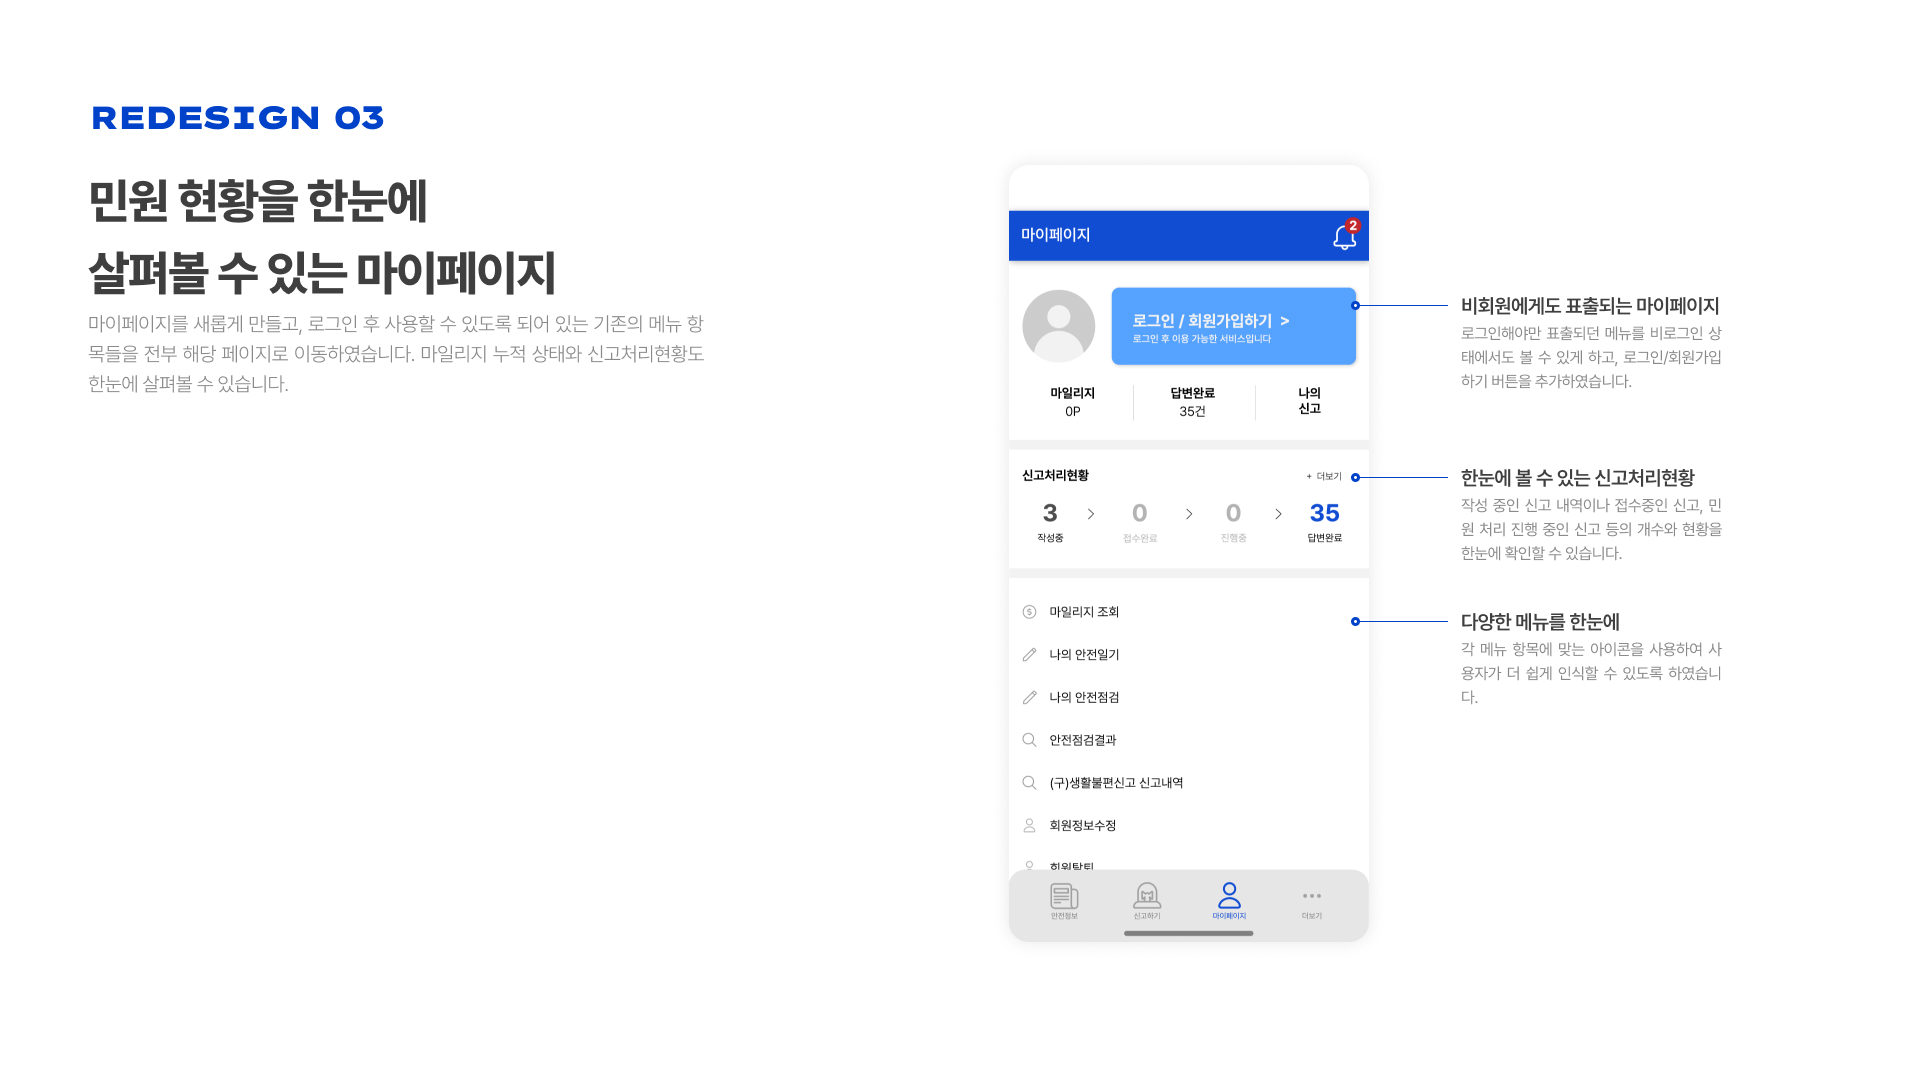 REDESIGN 03
민원 현황을 한눈에
살펴볼 수 있는 마이페이지
마이페이지를 새롭게 만들고, 로그인 후 사용할 수 있도록 되어 있는 기존의 메뉴 항
목들을 전부 해당 페이지로 이동하였습니다. 마일리지 누적 상태와 신고처리현황도
한눈에 살펴볼 수 있습니다.
마이페이지
2
로그인 / 회원가입하기 >
로그인 후 이용 가능한 서비스입니다
마일리지
0P
답변완료
35건
나의
신고
신고처리현황
+ 더보기
3 > 0 > 0 > 35
작성중 접수완료 진행중 답변완료
마일리지 조회
나의 안전일기
나의 안전점검
안전점검결과
(구)생활불편신고 신고내역
회원정보수정
회원탈퇴
안전정보 신고하기 마이페이지 더보기
비회원에게도 표출되는 마이페이지
로그인해야만 표출되던 메뉴를 비로그인 상
태에서도 볼 수 있게 하고, 로그인/회원가입
하기 버튼을 추가하였습니다.
한눈에 볼 수 있는 신고처리현황
작성 중인 신고 내역이나 접수중인 신고, 민
원 처리 진행 중인 신고 등의 개수와 현황을
한눈에 확인할 수 있습니다.
다양한 메뉴를 한눈에
각 메뉴 항목에 맞는 아이콘을 사용하여 사
용자가 더 쉽게 인식할 수 있도록 하였습니
다.